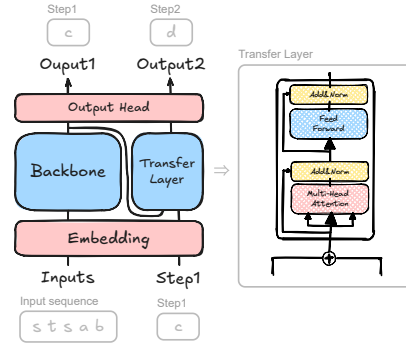 Step1
Step2
c
d
Ouput1
Output2
Output Head
Backbone
Transfer
Layer
Embedding
Inputs
Step1
Input sequence
Step1
s t s a b
c
⇒
Transfer Layer
Add&Norm
Feed
Forward
Add&Norm
Multi-Head
Attention